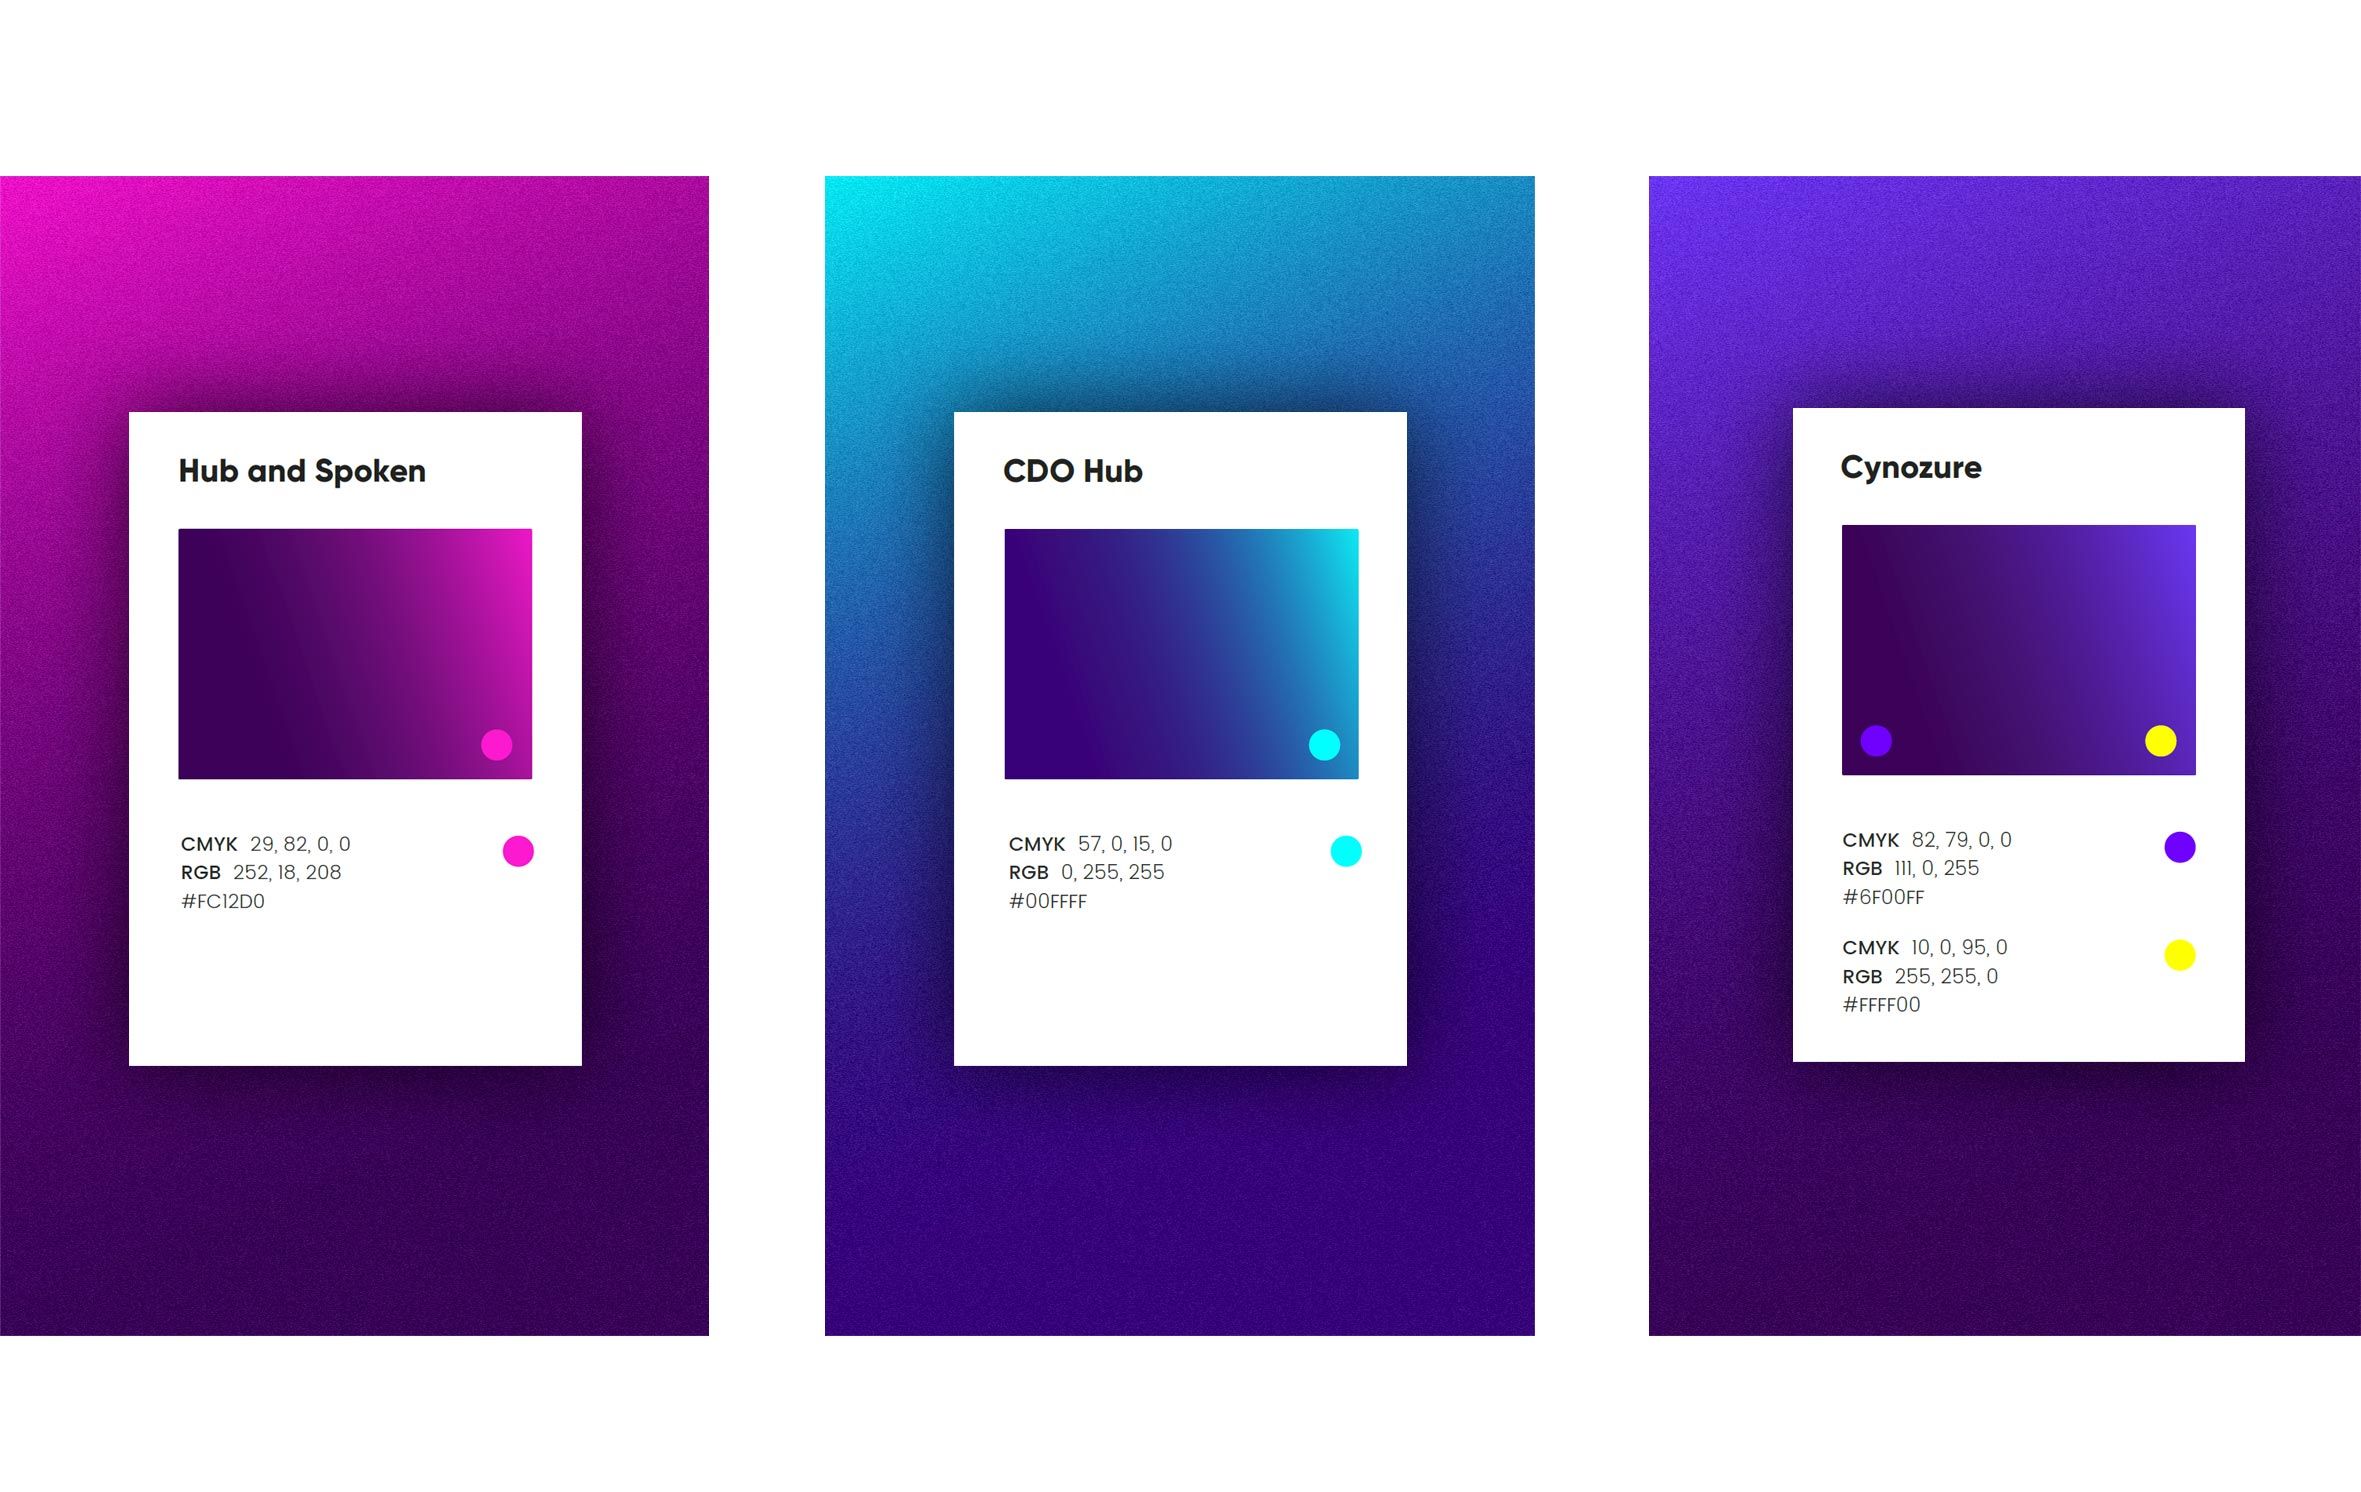 Hub and Spoken
CMYK 29, 82, 0, 0
RGB 252, 18, 208
#FC12D0
CDO Hub
CMYK 57, 0, 15, 0
RGB 0, 255, 255
#00FFFF
Cynozure
CMYK 82, 79, 0, 0
RGB 111, 0, 255
#6F00FF
CMYK 10, 0, 95, 0
RGB 255, 255, 0
#FFFF00